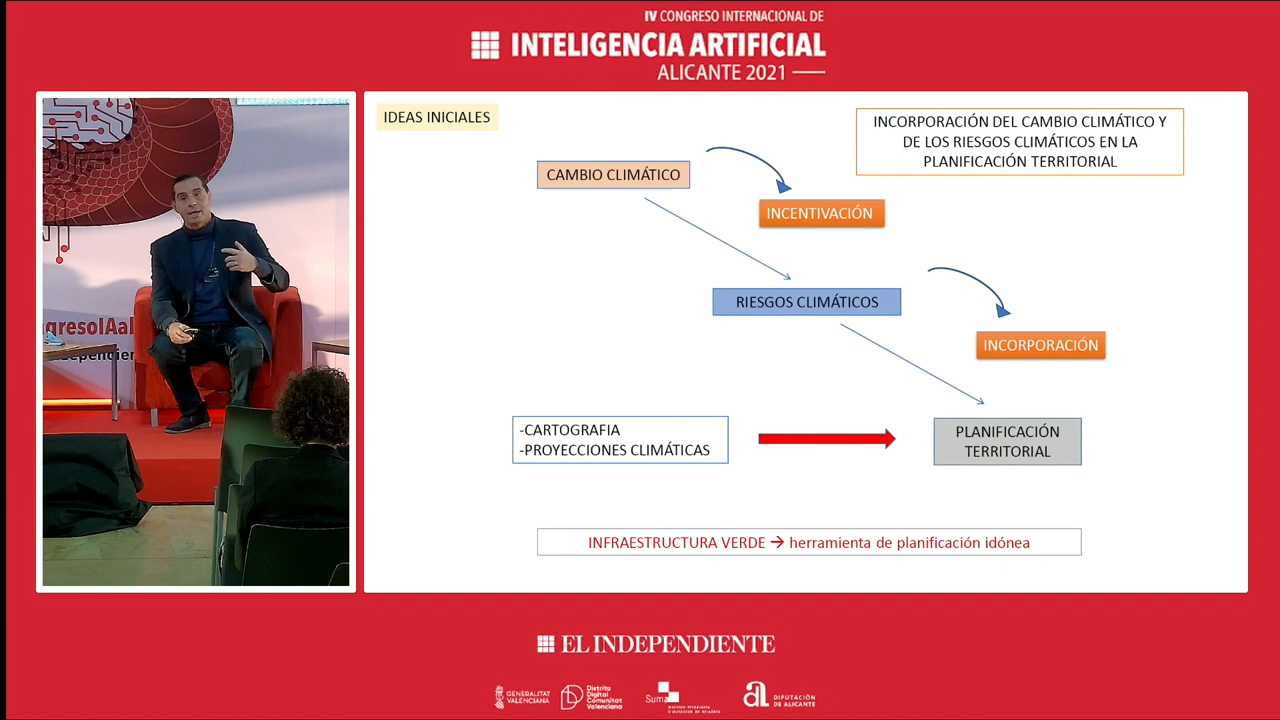 IV CONGRESO INTERNACIONAL DE
INTELIGENCIA ARTIFICIAL
ALICANTE 2021
IDEAS INICIALES
INCORPORACIÓN DEL CAMBIO CLIMÁTICO Y
DE LOS RIESGOS CLIMÁTICOS EN LA
PLANIFICACIÓN TERRITORIAL
CAMBIO CLIMÁTICO
INCENTIVACIÓN
RIESGOS CLIMÁTICOS
INCORPORACIÓN
-CARTOGRAFIA
-PROYECCIONES CLIMÁTICAS
PLANIFICACIÓN
TERRITORIAL
INFRAESTRUCTURA VERDE → herramienta de planificación idónea
ngresoIAal
EL INDEPENDIENTE
GENERALITAT
VALENCIANA
Distrito
Digital
Comunitat
Valenciana
Suma
DIPUTACIÓN
DE ALICANTE